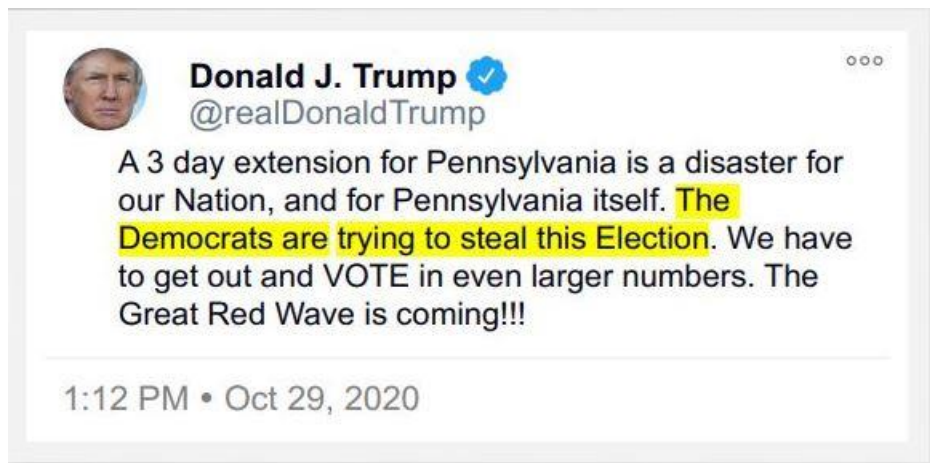 Donald J. Trump
@realDonaldTrump
A 3 day extension for Pennsylvania is a disaster for
our Nation, and for Pennsylvania itself. The
Democrats are trying to steal this Election. We have
to get out and VOTE in even larger numbers. The
Great Red Wave is coming!!!
1:12 PM • Oct 29, 2020